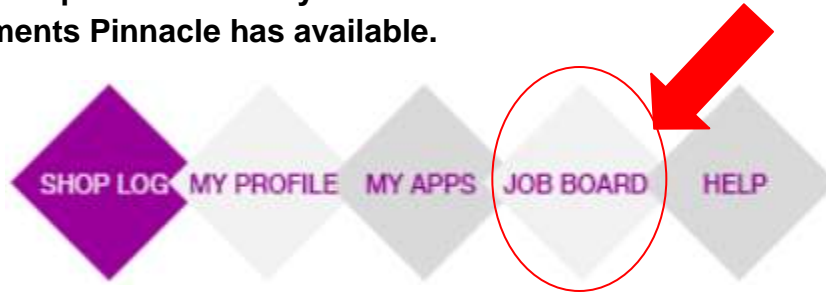 ments Pinnacle has available.
SHOP LOG MY PROFILE MY APPS JOB BOARD HELP